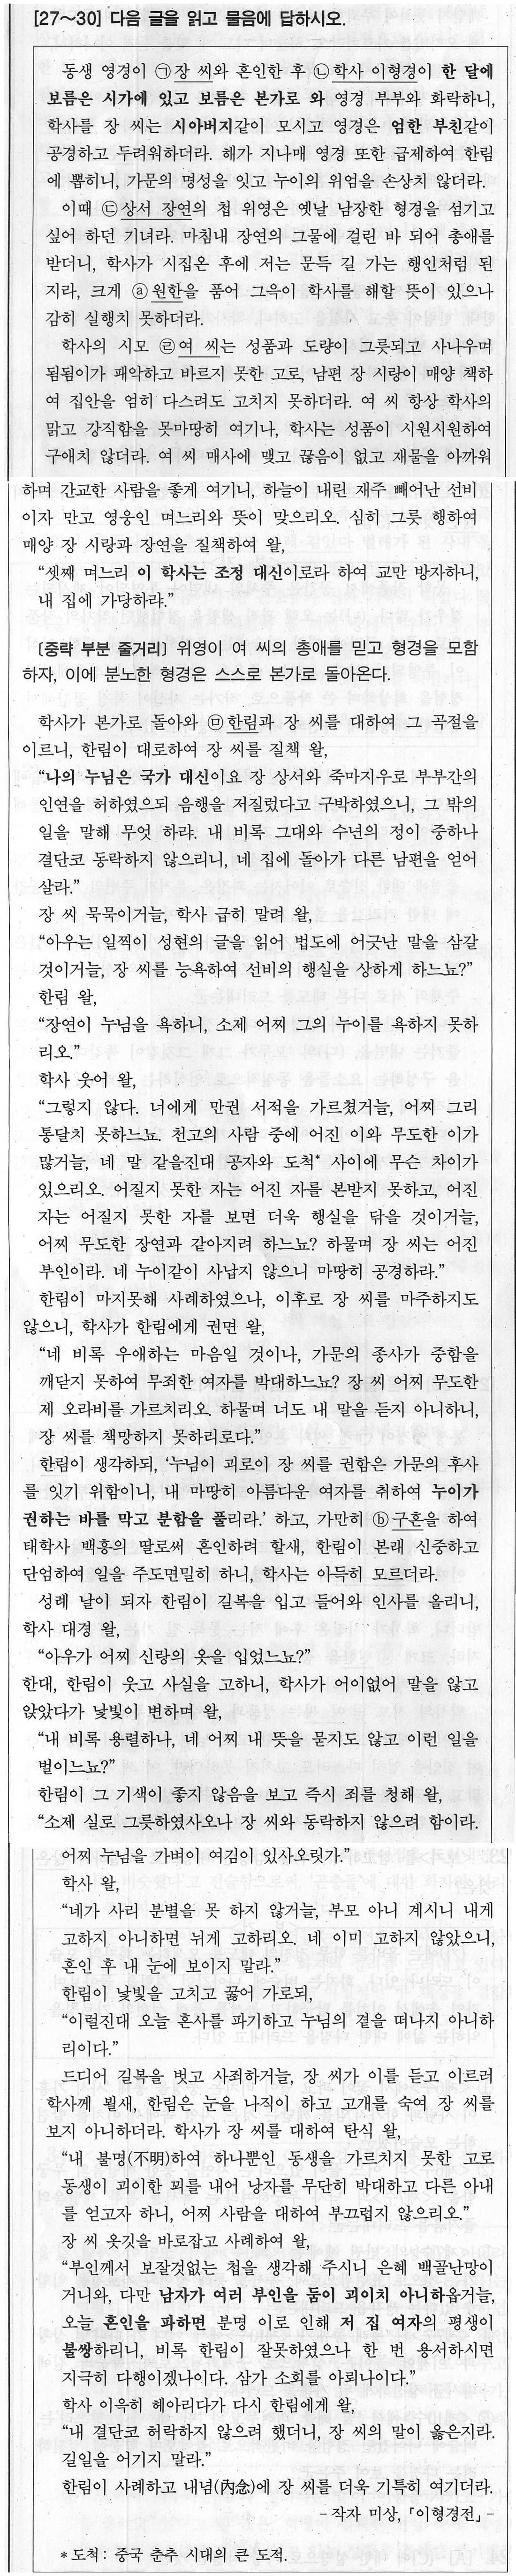 [27～30] 다음 글을 읽고 물음에 답하시오.
동생 영경이 ㉠장 씨와 혼인한 후 ㉡학사 이형경이 한 달에
보름은 시가에 있고 보름은 본가로 와 영경 부부와 화락하니,
학사를 장 씨는 시아버지같이 모시고 영경은 엄한 부친같이
공경하고 두려워하더라. 해가 지나매 영경 또한 급제하여 한림
에 뽑히니, 가문의 명성을 잇고 누이의 위엄을 손상치 않더라.
이때 ㉢상서 장연의 첩 위영은 옛날 남장한 형경을 섬기고
싶어 하던 기녀라. 마침내 장연의 그물에 걸린 바 되어 총애를
받더니, 학사가 시집온 후에 저는 문득 길 가는 행인처럼 된
지라, 크게 ⓐ원한을 품어 그윽이 학사를 해할 뜻이 있으나
감히 실행치 못하더라.
학사의 시모 ㉣여 씨는 성품과 도량이 그릇되고 사나우며
됨됨이가 패악하고 바르지 못한 고로, 남편 장 시랑이 매양 책하
여 집안을 엄히 다스려도 고치지 못하더라. 여 씨 항상 학사의
맑고 강직함을 못마땅히 여기나, 학사는 성품이 시원시원하여
구애치 않더라. 여 씨 매사에 맺고 끊음이 없고 재물을 아까워
하며 간교한 사람을 좋게 여기니, 하늘이 내린 재주 빼어난 선비
이자 만고 영웅인 며느리와 뜻이 맞으리오. 심히 그릇 행하여
매양 장 시랑과 장연을 질책하여 왈,
“셋째 며느리 이 학사는 조정 대신이로라 하여 교만 방자하니,
내 집에 가당하랴.”
[중략 부분 줄거리] 위영이 여 씨의 총애를 믿고 형경을 모함
하자, 이에 분노한 형경은 스스로 본가로 돌아온다.
학사가 본가로 돌아와 ㉤한림과 장 씨를 대하여 그 곡절을
이르니, 한림이 대로하여 장 씨를 질책 왈,
“나의 누님은 국가 대신이요 장 상서와 죽마지우로 부부간의
인연을 허하였으되 음행을 저질렀다고 구박하였으니, 그 밖의
일을 말해 무엇 하랴. 내 비록 그대와 수년의 정이 중하나
결단코 동락하지 않으리니, 네 집에 돌아가 다른 남편을 얻어
살라.”
장 씨 묵묵이거늘, 학사 급히 말려 왈,
“아우는 일찍이 성현의 글을 읽어 법도에 어긋난 말을 삼갈
것이거늘, 장 씨를 능욕하여 선비의 행실을 상하게 하느뇨?”
한림 왈,
“장연이 누님을 욕하니, 소제 어찌 그의 누이를 욕하지 못하
리오.”
학사 웃어 왈,
“그렇지 않다. 너에게 만권 서적을 가르쳤거늘, 어찌 그리
통달치 못하느뇨. 천고의 사람 중에 어진 이와 무도한 이가
많거늘, 네 말 같을진대 공자와 도척* 사이에 무슨 차이가
있으리오. 어질지 못한 자는 어진 자를 본받지 못하고, 어진
자는 어질지 못한 자를 보면 더욱 행실을 닦을 것이거늘,
어찌 무도한 장연과 같아지려 하느뇨? 하물며 장 씨는 어진
부인이라. 네 누이같이 사납지 않으니 마땅히 공경하라.”
한림이 마지못해 사례하였으나, 이후로 장 씨를 마주하지도
않으니, 학사가 한림에게 권면 왈,
“네 비록 우애하는 마음일 것이나, 가문의 종사가 중함을
깨닫지 못하여 무죄한 여자를 박대하느뇨? 장 씨 어찌 무도한
제 오라비를 가르치리오. 하물며 너도 내 말을 듣지 아니하니,
장 씨를 책망치 못하리로다.”
한림이 생각하되, ‘누님이 괴로이 장 씨를 권함은 가문의 후사
를 잇기 위함이니, 내 마땅히 아름다운 여자를 취하여 누이가
권하는 바를 막고 분함을 풀리라.’ 하고, 가만히 ⓑ구혼을 하여
태학사 백홍의 딸로써 혼인하려 할새, 한림이 본래 신중하고
단엄하여 일을 주도면밀히 하니, 학사는 아득히 모르더라.
성례 날이 되자 한림이 길복을 입고 들어와 인사를 올리니,
학사 대경 왈,
“아우가 어찌 신랑의 옷을 입었느뇨?”
한대, 한림이 웃고 사실을 고하니, 학사가 어이없어 말을 않고
앉았다가 낯빛이 변하며 왈,
“내 비록 용렬하나, 네 어찌 내 뜻을 묻지도 않고 이런 일을
벌이느뇨?”
한림이 그 기색이 좋지 않음을 보고 즉시 죄를 청해 왈,
“소제 실로 그릇하였사오나 장 씨와 동락하지 않으려 함이라.
어찌 누님을 가벼이 여김이 있사오릿가.”
학사 왈,
“네가 사리 분별을 못 하지 않거늘, 부모 아니 계시니 내게
고하지 아니하면 뉘게 고하리오. 네 이미 고하지 않았으니,
혼인 후 내 눈에 보이지 말라.”
한림이 낯빛을 고치고 꿇어 가로되,
“이럴진대 오늘 혼사를 파기하고 누님의 곁을 떠나지 아니하
리이다.”
드디어 길복을 벗고 사죄하거늘, 장 씨가 이를 듣고 이르러
학사께 뵐새, 한림은 눈을 나직이 하고 고개를 숙여 장 씨를
보지 아니하더라. 학사가 장 씨를 대하여 탄식 왈,
“내 불명(不明)하여 하나뿐인 동생을 가르치지 못한 고로
동생이 괴이한 꾀를 내어 낭자를 무단히 박대하고 다른 아내
를 얻고자 하니, 어찌 사람을 대하여 부끄럽지 않으리오.”
장 씨 옷깃을 바로잡고 사례하여 왈,
“부인께서 보잘것없는 첩을 생각해 주시니 은혜 백골난망이
거니와, 다만 남자가 여러 부인을 둠이 괴이치 아니하옵거늘,
오늘 혼인을 파하면 분명 이로 인해 저 집 여자의 평생이
불쌍하리니, 비록 한림이 잘못하였으나 한 번 용서하시면
지극히 다행이겠나이다. 삼가 소회를 아뢰나이다.”
학사 이윽히 헤아리다가 다시 한림에게 왈,
“내 결단코 허락하지 않으려 했더니, 장 씨의 말이 옳은지라.
길일을 어기지 말라.”
한림이 사례하고 내념(內念)에 장 씨를 더욱 기특히 여기더라.
- 작자 미상, 「이형경전」 -
*도척: 중국 춘추 시대의 큰 도적.